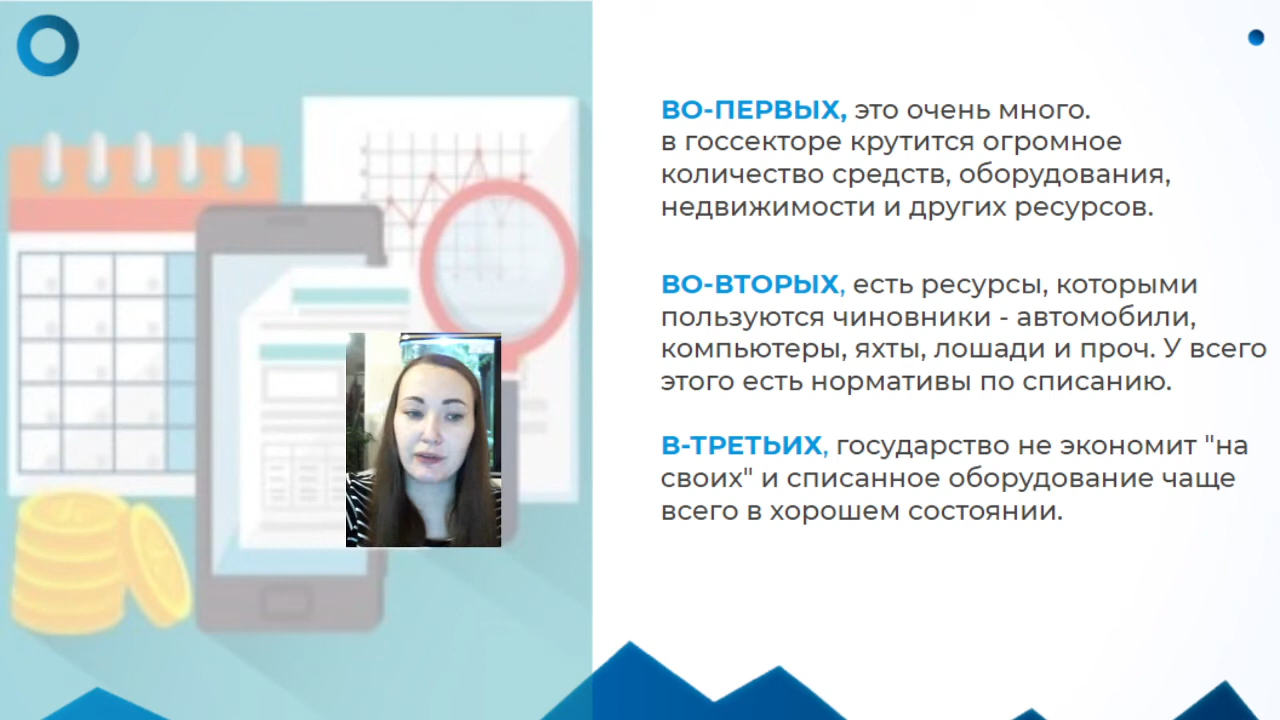 ВО-ПЕРВЫХ, это очень много.
в госсекторе крутится огромное
количество средств, оборудования,
недвижимости и других ресурсов.
ВО-ВТОРЫХ, есть ресурсы, которыми
пользуются чиновники - автомобили,
компьютеры, яхты, лошади и проч. У всего
этого есть нормативы по списанию.
В-ТРЕТЬИХ, государство не экономит "на
своих" и списанное оборудование чаще
всего в хорошем состоянии.